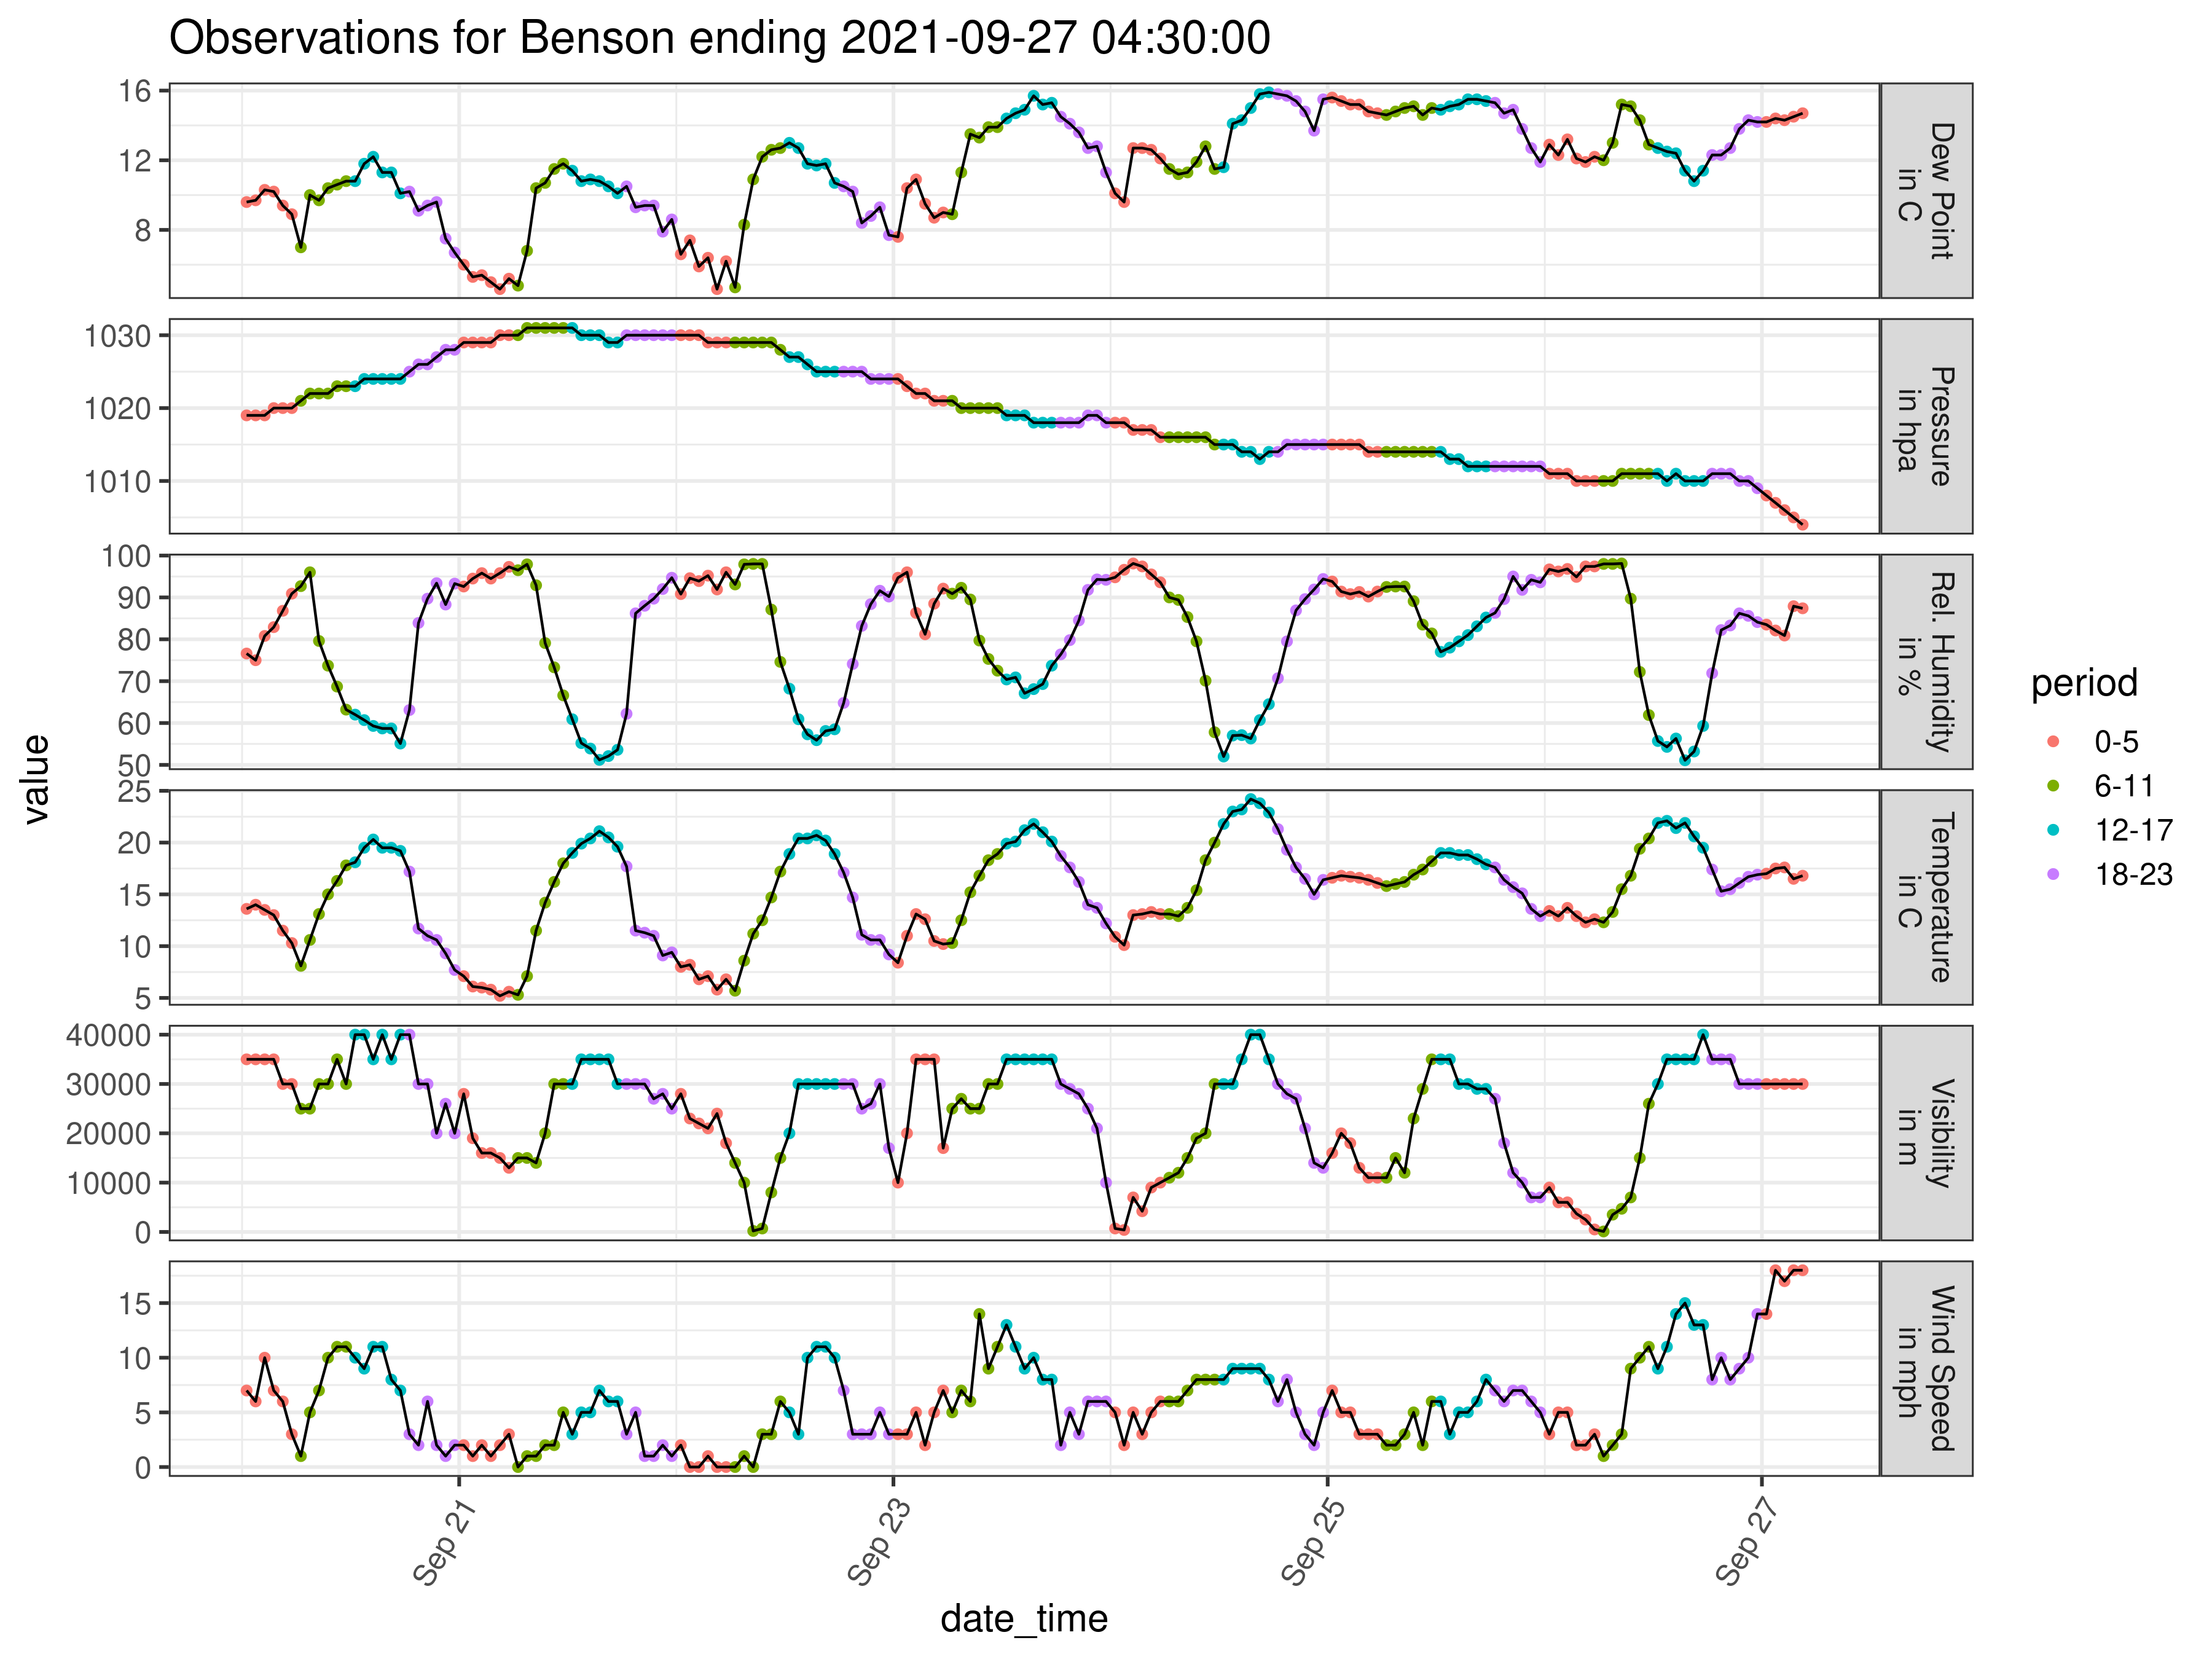 Observations for Benson ending 2021-09-27 04:30:00
value
16
12
8
Dew Point
in C
1030
1020
1010
Pressure
in hpa
100
90
80
70
60
50
Rel. Humidity
in %
25
20
15
10
5
Temperature
in C
40000
30000
20000
10000
0
Visibility
in m
15
10
5
0
Wind Speed
in mph
Sep 21
Sep 23
Sep 25
Sep 27
date_time
period
0-5
6-11
12-17
18-23